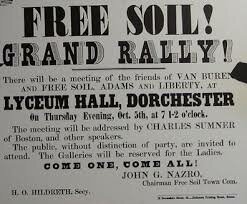 FREE SOIL!
GRAND RALLY!
There will be a meeting of the friends of VAN BUREN
AND FREE SOIL, ADAMS AND LIBERTY, AT
LYCEUM HALL, DORCHESTER
On Thursday Evening, Oct. 5th, at 7 1-2 o'clock.
The meeting will be addressed by CHARLES SUMNER
of Boston, and other speakers.
The public, without distinction of party, are invited to
attend. The Galleries will be reserved for the Ladies.
COME ONE, COME ALL!
JOHN G. NAZRO,
Chairman Free Soil Town Com.
H. O. HILDRETH, Secy.